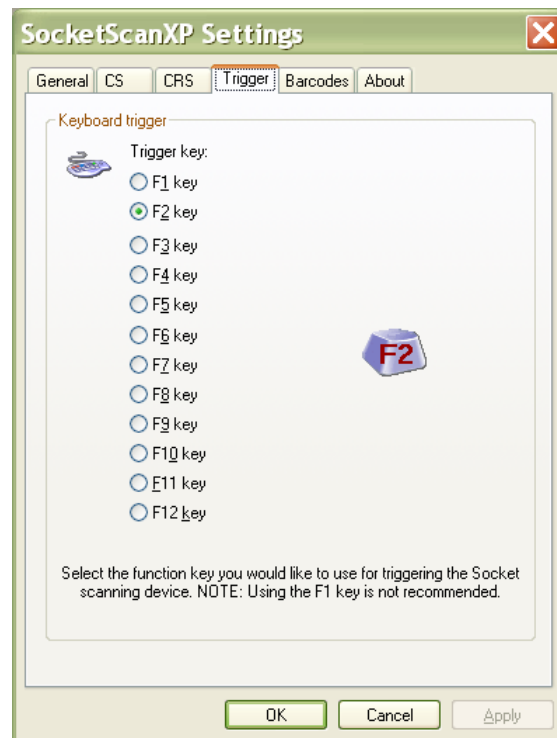 SocketScanXP Settings
General CS CRS Trigger Barcodes About
Keyboard trigger
Trigger key:
F1 key
F2 key
F3 key
F4 key
F5 key
F6 key
F7 key
F8 key
F9 key
F10 key
F11 key
F12 key
F2
Select the function key you would like to use for triggering the Socket
scanning device. NOTE: Using the F1 key is not recommended.
OK Cancel Apply